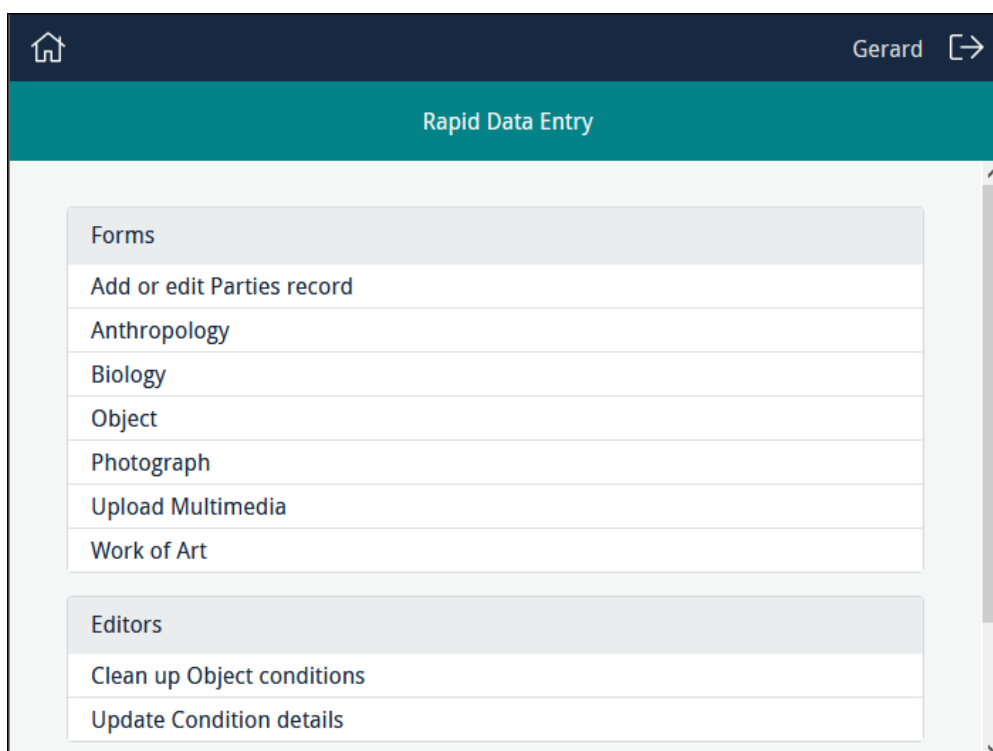 Gerard
Rapid Data Entry
Forms
Add or edit Parties record
Anthropology
Biology
Object
Photograph
Upload Multimedia
Work of Art
Editors
Clean up Object conditions
Update Condition details